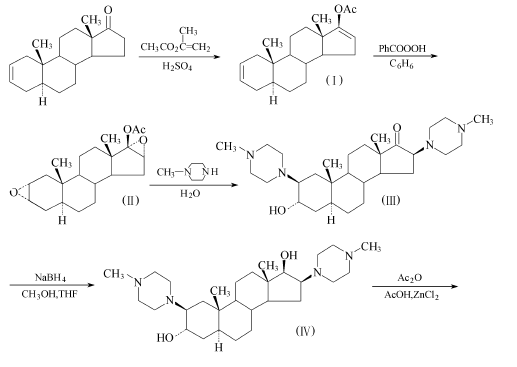 O
CH₃
CH₃
H
CH₃
CH₃CO₂C=CH₂
H₂SO₄
OAc
CH₃
CH₃
H
(Ⅰ)
PhCOOOH
C₆H₆
OAc
CH₃
O
CH₃
O
H
(Ⅱ)
CH₃-N NH
H₂O
CH₃
N
N
CH₃
CH₃
O
N
N
CH₃
HO
H
(Ⅲ)
NaBH₄
CH₃OH,THF
CH₃
N
N
CH₃
CH₃
OH
N
N
CH₃
HO
H
(Ⅳ)
Ac₂O
AcOH,ZnCl₂